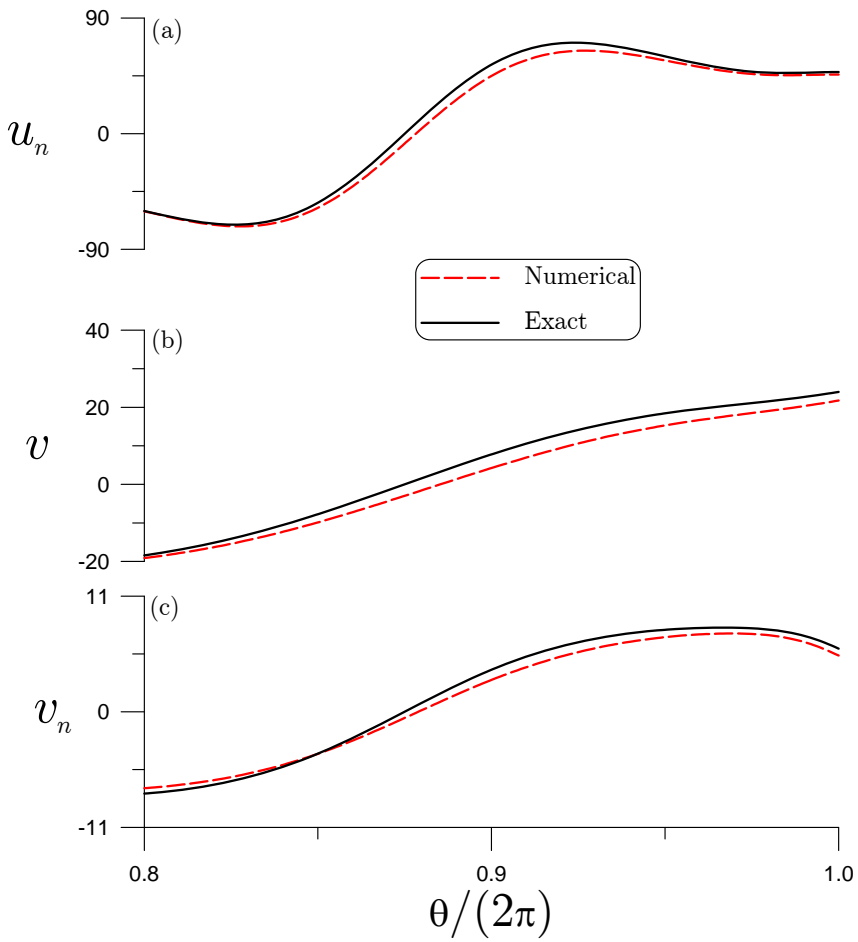 90
(a)
u_n
0
-90
Numerical
Exact
40
(b)
20
v
0
-20
11
(c)
v_n
0
-11
0.8
0.9
1.0
θ/(2π)